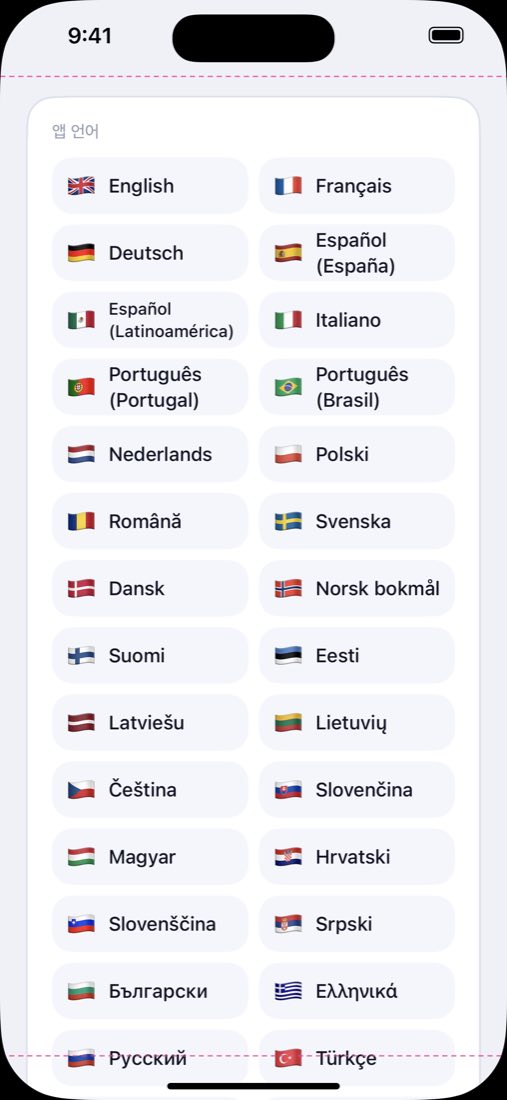 9:41
앱 언어
English
Français
Deutsch
Español
(España)
Español
(Latinoamérica)
Italiano
Português
(Portugal)
Português
(Brasil)
Nederlands
Polski
Română
Svenska
Dansk
Norsk bokmål
Suomi
Eesti
Latviešu
Lietuvių
Čeština
Slovenčina
Magyar
Hrvatski
Slovenščina
Srpski
Български
Ελληνικά
Русский
Türkçe